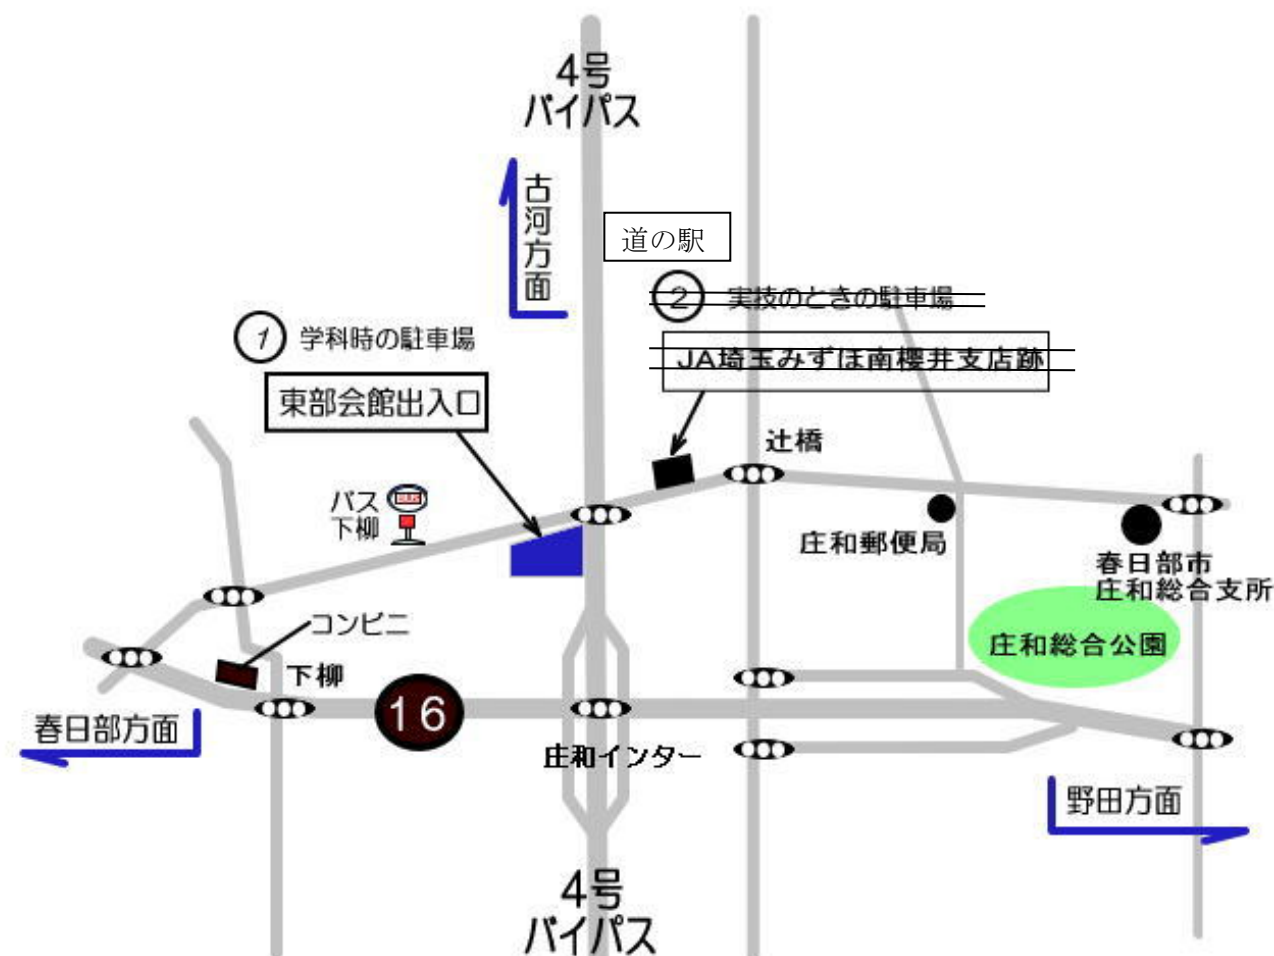 4号
バイパス
古河方面
道の駅
② 実技のときの駐車場
① 学科時の駐車場
JA埼玉みずほ南櫻井支店跡
東部会館出入口
辻橋
バス
下柳
BUS
庄和郵便局
春日部市
庄和総合支所
コンビニ
庄和総合公園
下柳
16
春日部方面
庄和インター
野田方面
4号
バイパス